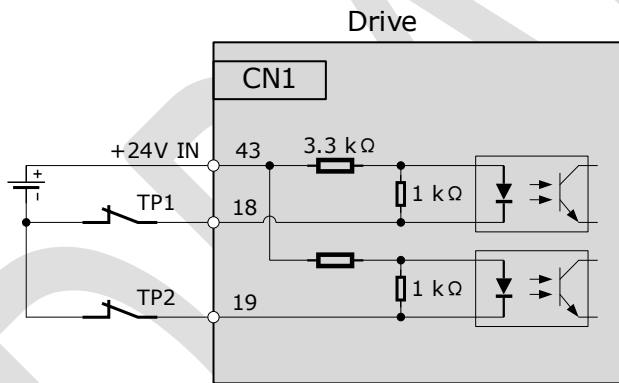 Drive
CN1
+24V IN
43
3.3 kΩ
+
-
TP1
18
1 kΩ
TP2
19
1 kΩ